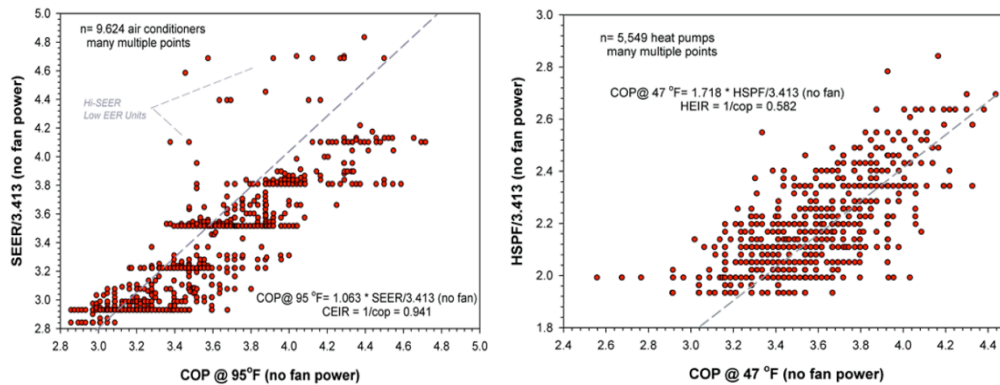 n= 9.624 air conditioners
many multiple points
Hi-SEER
Low EER Units
COP@ 95 °F= 1.063 * SEER/3.413 (no fan)
CEIR = 1/cop = 0.941
SEER/3.413 (no fan power)
5.0
4.8
4.6
4.4
4.2
4.0
3.8
3.6
3.4
3.2
3.0
2.8
2.6 2.8 3.0 3.2 3.4 3.6 3.8 4.0 4.2 4.4 4.6 4.8 5.0
COP @ 95°F (no fan power)
n= 5,549 heat pumps
many multiple points
COP@ 47 °F= 1.718 * HSPF/3.413 (no fan)
HEIR = 1/cop = 0.582
HSPF/3.413 (no fan power)
3.0
2.8
2.6
2.4
2.2
2.0
1.8
2.4 2.6 2.8 3.0 3.2 3.4 3.6 3.8 4.0 4.2 4.4
COP @ 47 °F (no fan power)